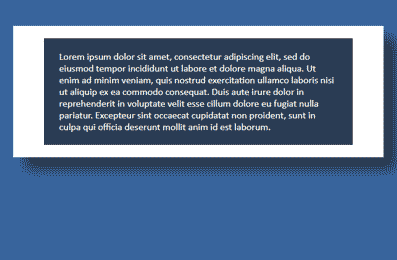 Lorem ipsum dolor sit amet, consectetur adipiscing elit, sed do
eiusmod tempor incididunt ut labore et dolore magna aliqua. Ut
enim ad minim veniam, quis nostrud exercitation ullamco laboris nisi
ut aliquip ex ea commodo consequat. Duis aute irure dolor in
reprehenderit in voluptate velit esse cillum dolore eu fugiat nulla
pariatur. Excepteur sint occaecat cupidatat non proident, sunt in
culpa qui officia deserunt mollit anim id est laborum.